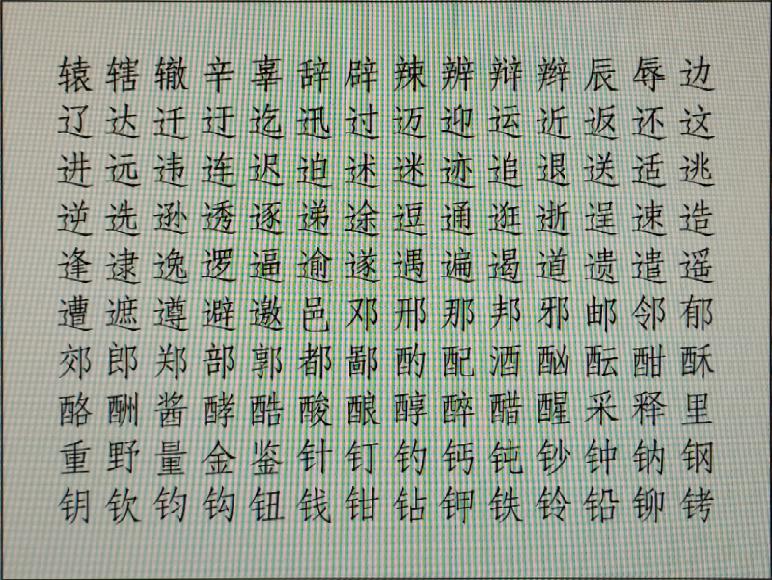 辕辖辙辛辜辞辟辣辨辩辫辰辱边
辽达迁迂迄迅过迈迎运近返还这
进远违连迟迫述迷迹追退送适逃
逆选逊透逐递途逗通逛逝逞速造
逢逮逸逻逼逾遂遇遍遏道遗遣遥
遭遮遵避邀邑邓邢那邦邪邮邻郁
郊郎郑部郭都鄙酌配酒酗酝酣酥
酪酬酱酵酷酸酿醇醉醋醒采释里
重野量金鉴针钉钓钙钝钞钟钠钢
钥钦钧钩钮钱钳钻钾铁铃铅铆铐